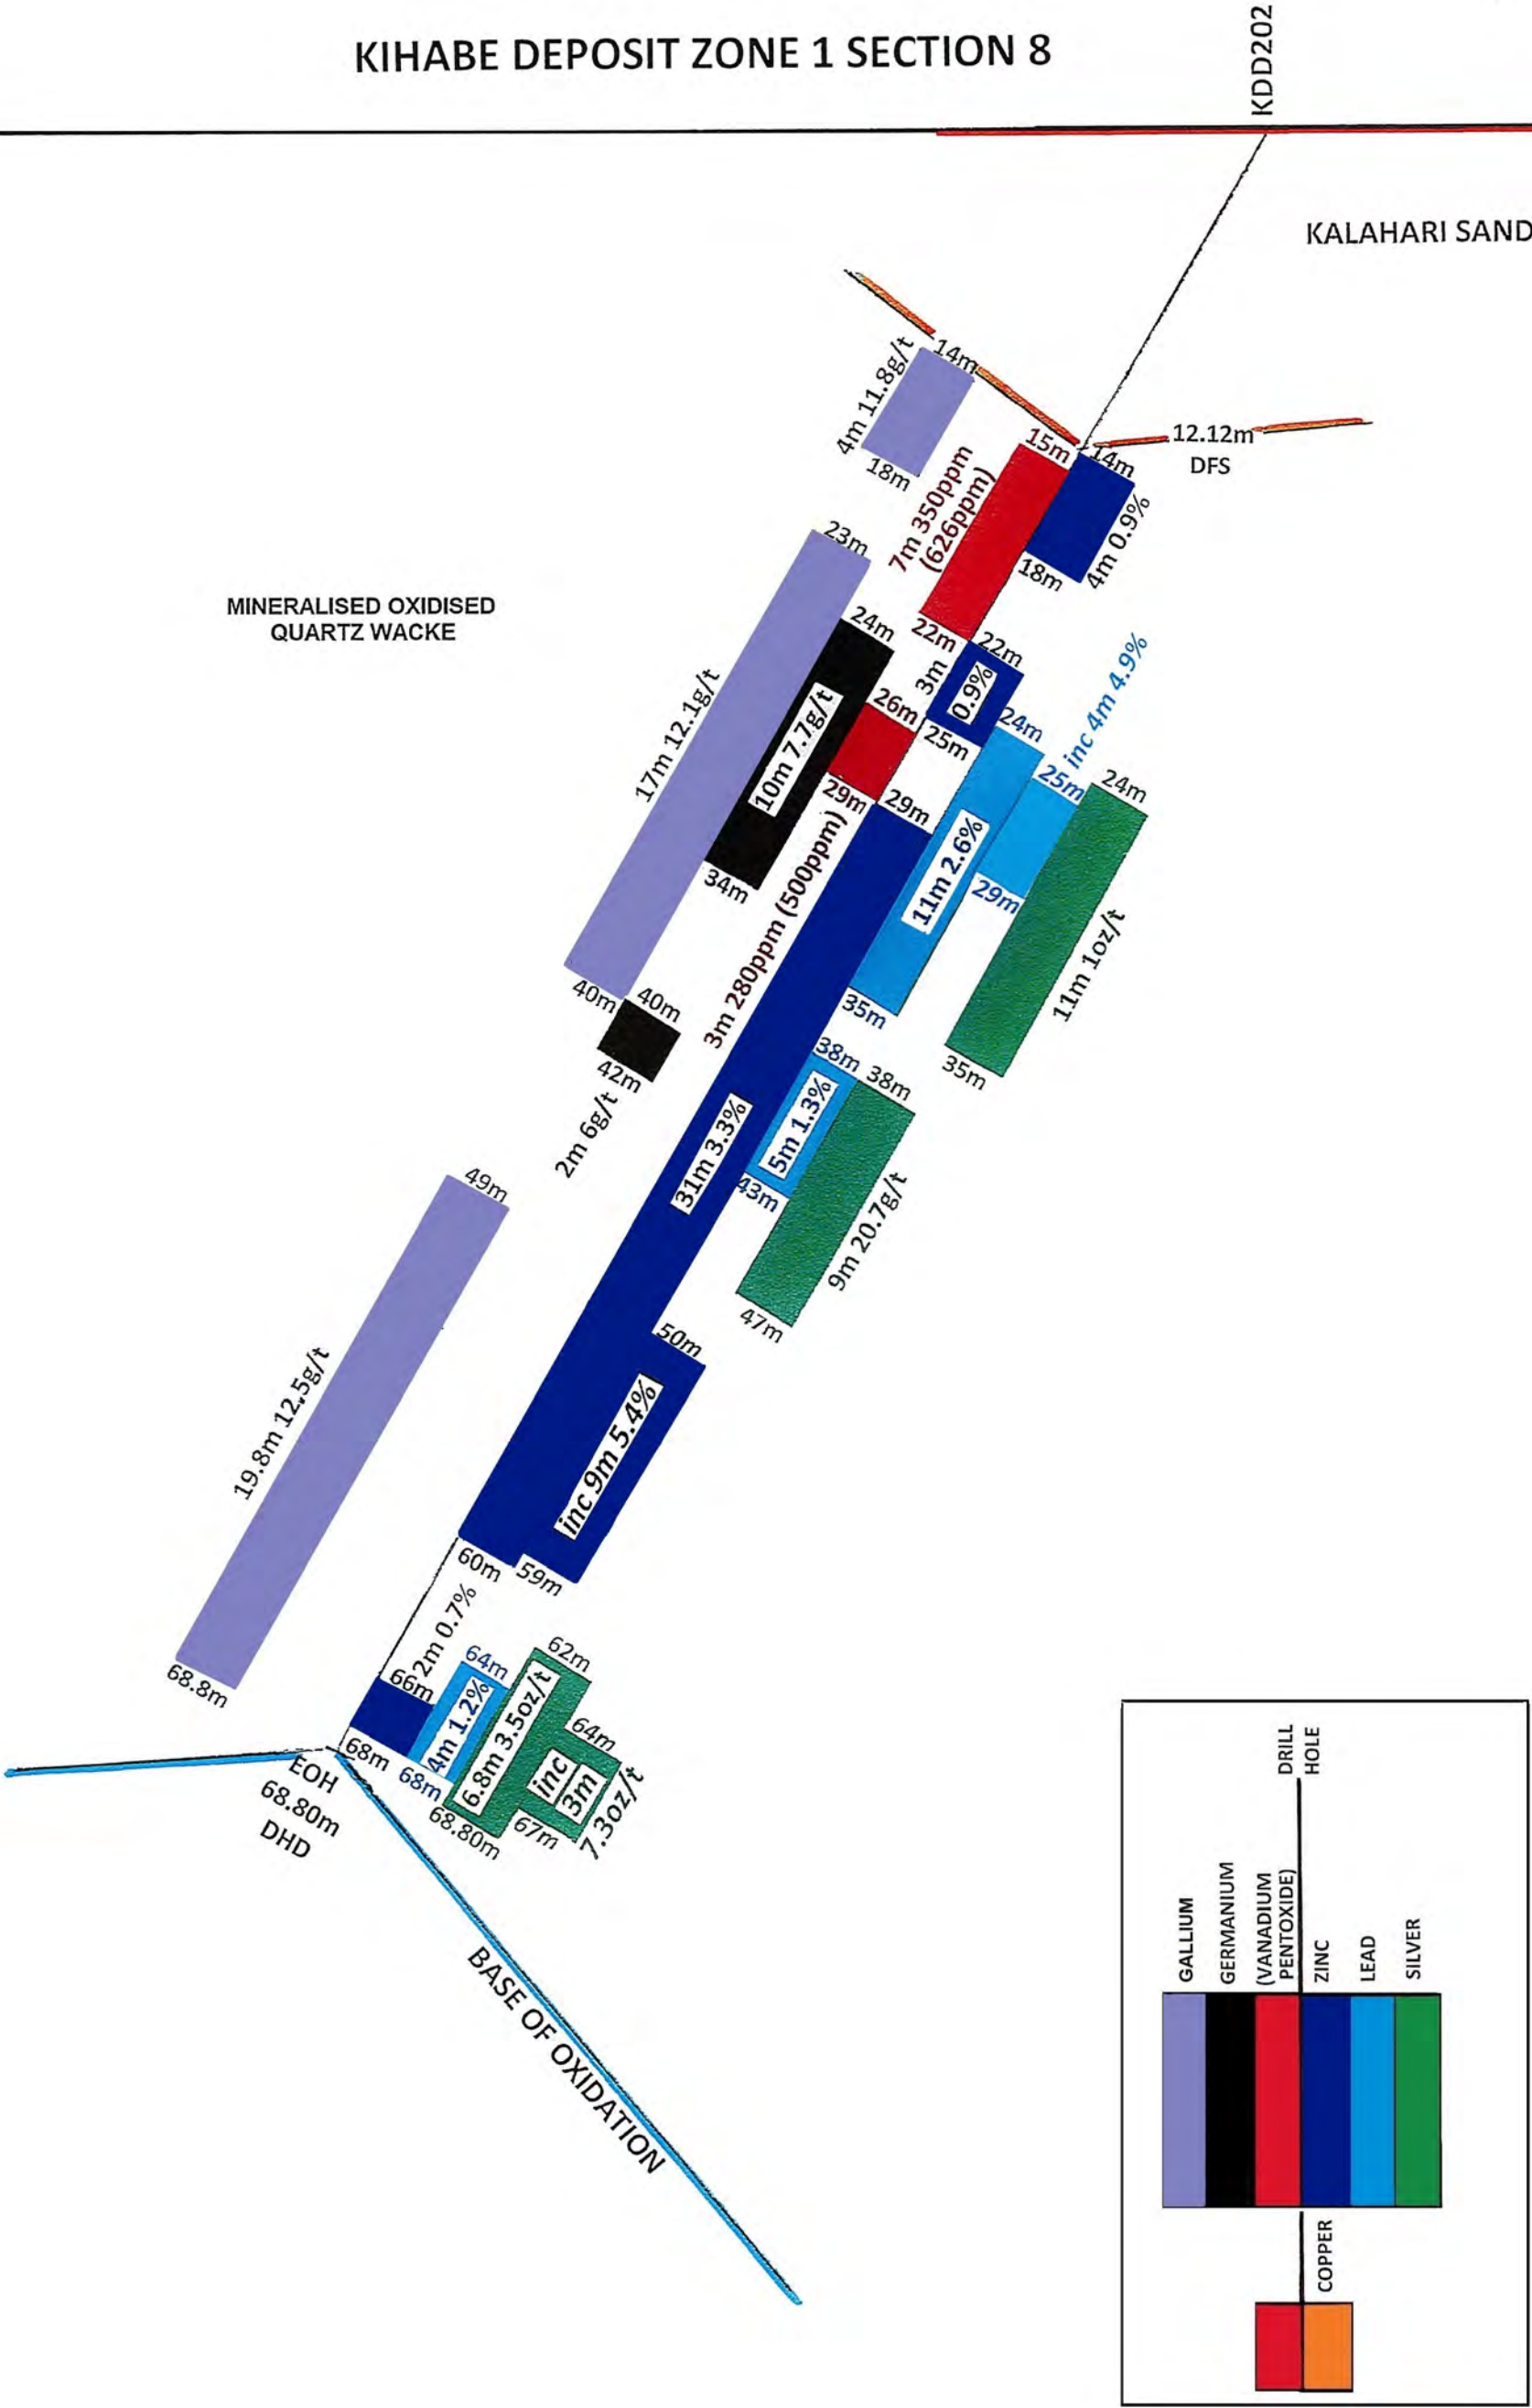 KIHABE DEPOSIT ZONE 1 SECTION 8
KDD202
KALAHARI SAND
14m
4m 11.8g/t
18m
12.12m
DFS
15m
14m
7m 350ppm
(626ppm)
18m
4m 0.9%
MINERALISED OXIDISED
QUARTZ WACKE
23m
22m
22m
24m
3m
0.9%
17m 12.1g/t
10m 7.7g/t
26m
25m
24m
inc 4m 4.9%
25m
24m
29m
29m
34m
3m 280ppm (500ppm)
11m 2.6%
29m
11m 1oz/t
35m
35m
40m
40m
42m
2m 6g/t
38m
38m
31m 3.3%
5m 1.3%
43m
9m 20.7g/t
47m
49m
19.8m 12.5g/t
50m
inc 9m 5.4%
60m
59m
68.8m
2m 0.7%
66m
64m
62m
4m 1.2%
6.8m 3.5oz/t
64m
inc
3m
7.3oz/t
68m
68m
68.80m
67m
EOH
68.80m
DHD
BASE OF OXIDATION
DRILL
HOLE
GALLIUM
GERMANIUM
(VANADIUM
PENTOXIDE)
ZINC
LEAD
SILVER
COPPER